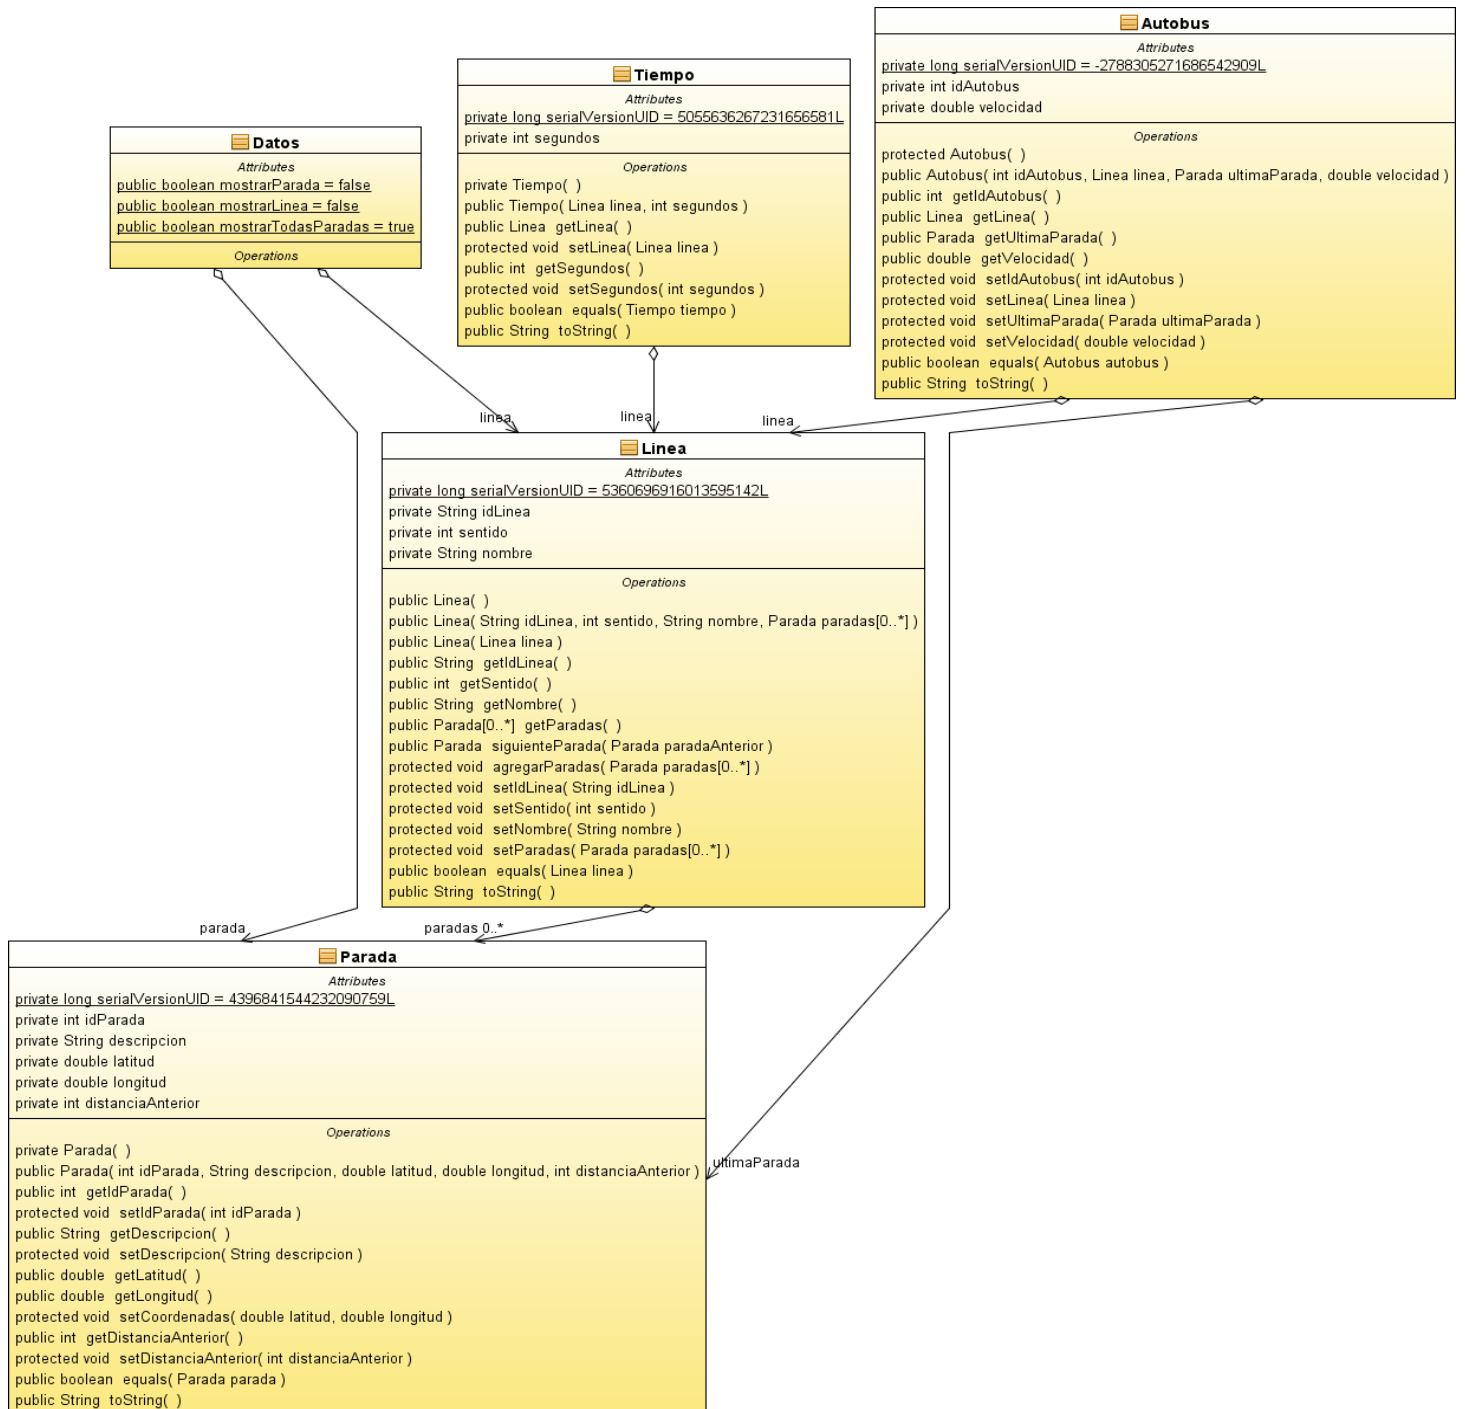 Autobus
Attributes
private long serialVersionUID = -2788305271686542909L
private int idAutobus
private double velocidad
Operations
protected Autobus( )
public Autobus( int idAutobus, Linea linea, Parada ultimaParada, double velocidad )
public int getIdAutobus( )
public Linea getLinea( )
public Parada getUltimaParada( )
public double getVelocidad( )
protected void setIdAutobus( int idAutobus )
protected void setLinea( Linea linea )
protected void setUltimaParada( Parada ultimaParada )
protected void setVelocidad( double velocidad )
public boolean equals( Autobus autobus )
public String toString( )
Tiempo
Attributes
private long serialVersionUID = 5055636267231656581L
private int segundos
Operations
private Tiempo( )
public Tiempo( Linea linea, int segundos )
public Linea getLinea( )
protected void setLinea( Linea linea )
public int getSegundos( )
protected void setSegundos( int segundos )
public boolean equals( Tiempo tiempo )
public String toString( )
Datos
Attributes
public boolean mostrarParada = false
public boolean mostrarLinea = false
public boolean mostrarTodasParadas = true
Operations
linea
linea
linea
Linea
Attributes
private long serialVersionUID = 5360696916013595142L
private String idLinea
private int sentido
private String nombre
Operations
public Linea( )
public Linea( String idLinea, int sentido, String nombre, Parada paradas[0..*] )
public Linea( Linea linea )
public String getIdLinea( )
public int getSentido( )
public String getNombre( )
public Parada[0..*] getParadas( )
public Parada siguienteParada( Parada paradaAnterior )
protected void agregarParadas( Parada paradas[0..*] )
protected void setIdLinea( String idLinea )
protected void setSentido( int sentido )
protected void setNombre( String nombre )
protected void setParadas( Parada paradas[0..*] )
public boolean equals( Linea linea )
public String toString( )
parada
paradas 0..*
ultimaParada
Parada
Attributes
private long serialVersionUID = 4396841544232090759L
private int idParada
private String descripcion
private double latitud
private double longitud
private int distanciaAnterior
Operations
private Parada( )
public Parada( int idParada, String descripcion, double latitud, double longitud, int distanciaAnterior )
public int getIdParada( )
protected void setIdParada( int idParada )
public String getDescripcion( )
protected void setDescripcion( String descripcion )
public double getLatitud( )
public double getLongitud( )
protected void setCoordenadas( double latitud, double longitud )
public int getDistanciaAnterior( )
protected void setDistanciaAnterior( int distanciaAnterior )
public boolean equals( Parada parada )
public String toString( )